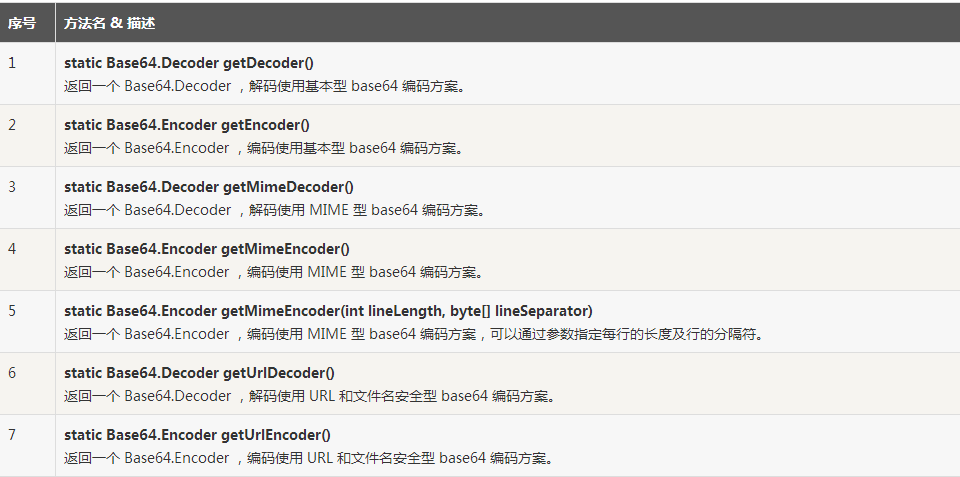 序号 方法名 & 描述
1 static Base64.Decoder getDecoder()
返回一个 Base64.Decoder ，解码使用基本型 base64 编码方案。
2 static Base64.Encoder getEncoder()
返回一个 Base64.Encoder ，编码使用基本型 base64 编码方案。
3 static Base64.Decoder getMimeDecoder()
返回一个 Base64.Decoder ，解码使用 MIME 型 base64 编码方案。
4 static Base64.Encoder getMimeEncoder()
返回一个 Base64.Encoder ，编码使用 MIME 型 base64 编码方案。
5 static Base64.Encoder getMimeEncoder(int lineLength, byte[] lineSeparator)
返回一个 Base64.Encoder ，编码使用 MIME 型 base64 编码方案，可以通过参数指定每行的长度及行的分隔符。
6 static Base64.Decoder getUrlDecoder()
返回一个 Base64.Decoder ，解码使用 URL 和文件名安全型 base64 编码方案。
7 static Base64.Encoder getUrlEncoder()
返回一个 Base64.Encoder ，编码使用 URL 和文件名安全型 base64 编码方案。